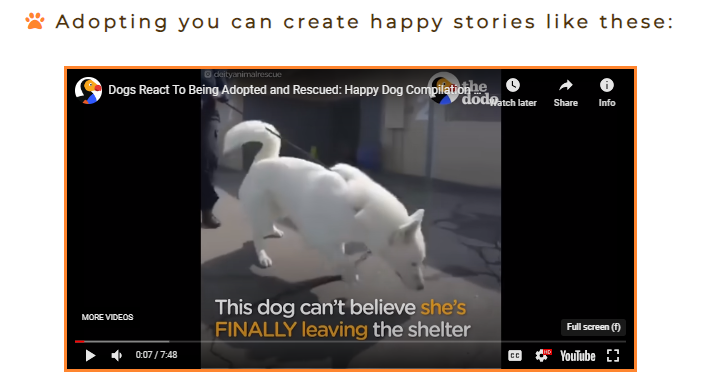 Adopting you can create happy stories like these:
deityanimalrescue
Dogs React To Being Adopted and Rescued: Happy Dog Compilation ...
the
dodo
Watch later
Share
Info
This dog can't believe she's
FINALLY leaving the shelter
MORE VIDEOS
Full screen (f)
0:07 / 7:48
CC
HD
YouTube